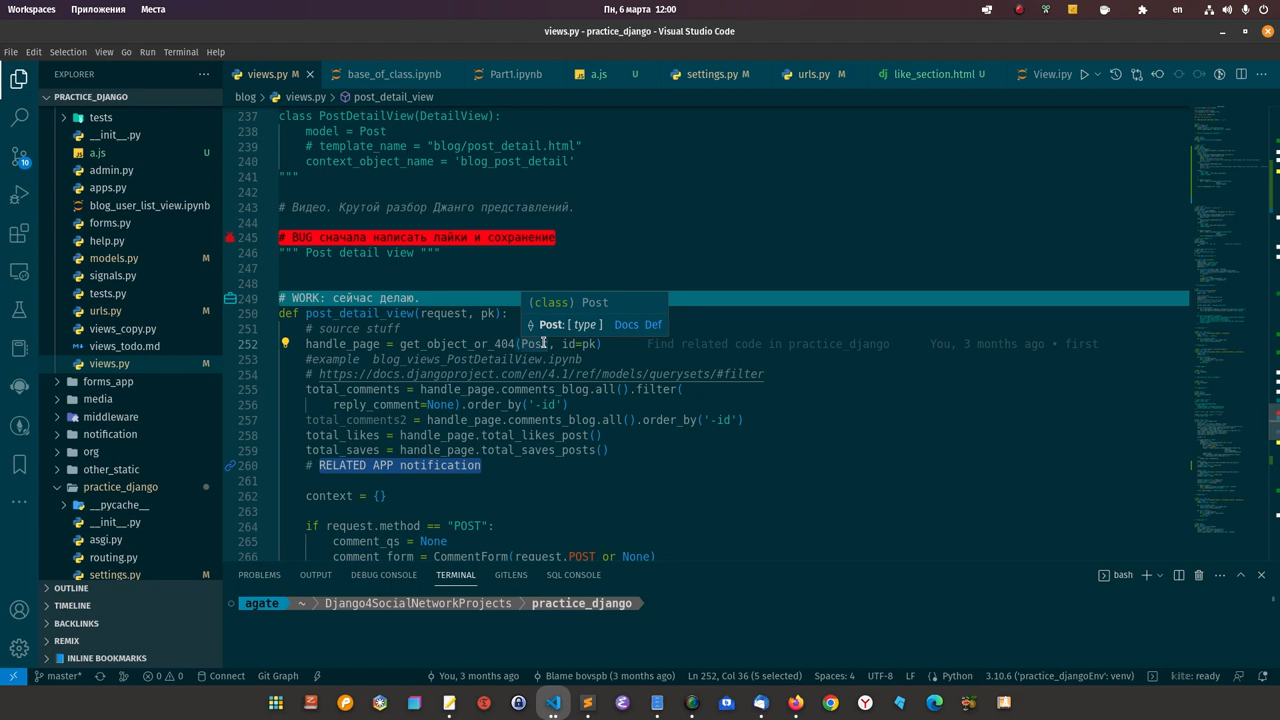 Workspaces Приложения Места Пн, 6 марта 12:00 en
views.py - practice_django - Visual Studio Code
File Edit Selection View Go Run Terminal Help
EXPLORER ··· views.py M base_of_class.ipynb Part1.ipynb a.js U settings.py M urls.py M like_section.html M View.ipy
PRACTICE_DJANGO
blog > views.py > post_detail_view
tests
__init__.py
a.js U
admin.py
apps.py
blog_user_list_view.ipynb
forms.py
help.py
models.py M
signals.py
tests.py
urls.py M
views_copy.py
views_todo.md
views.py M
forms_app
media
middleware
notification
org
other_static
practice_django
__pycache__
__init__.py
asgi.py
routing.py
settings.py M
OUTLINE
TIMELINE
BACKLINKS
REMIX
INLINE BOOKMARKS
10
237 class PostDetailView(DetailView):
238 model = Post
239 # template_name = "blog/post_detail.html"
240 context_object_name = 'blog_post_detail'
241 """
242
243 # Видео. Крутой разбор Джанго представлений.
244
245 # BUG сначала написать лайки и сохранение
246 """ Post detail view """
247
248
249 # WORK: сейчас делаю.
(class) Post
250 def post_detail_view(request, pk):
Post: [ type ] Docs Def
251 # source stuff
252 handle_page = get_object_or_404(Post, id=pk) Find related code in practice_django You, 3 months ago • first
253 #example blog_views_PostDetailView.ipynb
254 # https://docs.djangoproject.com/en/4.1/ref/models/querysets/#filter
255 total_comments = handle_page.comments_blog.all().filter(
256 reply_comment=None).order_by('-id')
257 total_comments2 = handle_page.comments_blog.all().order_by('-id')
258 total_likes = handle_page.total_likes_post()
259 total_saves = handle_page.total_saves_posts()
260 # RELATED APP notification
261
262 context = {}
263
264 if request.method == "POST":
265 comment_qs = None
266 comment_form = CommentForm(request.POST or None)
PROBLEMS OUTPUT DEBUG CONSOLE TERMINAL GITLENS SQL CONSOLE bash
agate ~ Django4SocialNetworkProjects practice_django
master* 0 0 Connect Git Graph You, 3 months ago Blame bovspb (3 months ago) Ln 252, Col 36 (5 selected) Spaces: 4 UTF-8 LF Python 3.10.6 ('practice_djangoEnv': venv) kite: ready